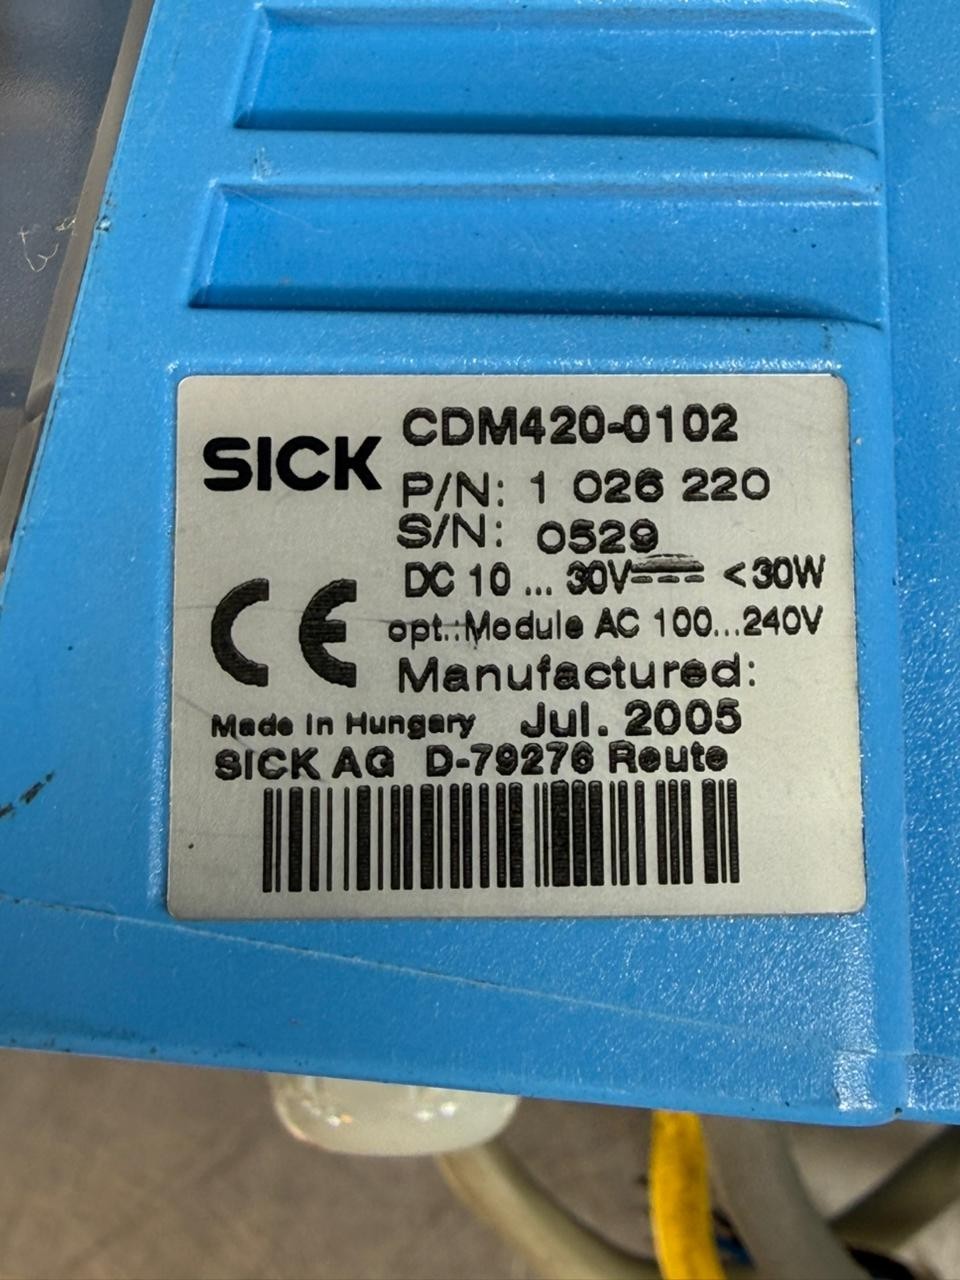 CDM420-0102
SICK
P/N: 1 026 220
S/N: 0529
DC 10 ... 30V <30W
opt.:Module AC 100...240V
CE
Manufactured:
Made in Hungary Jul. 2005
SICK AG D-79276 Reute